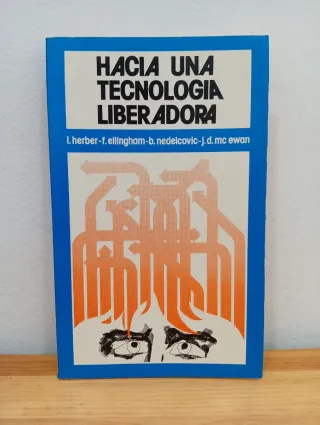 HACIA UNA
TECNOLOGIA
LIBERADORA
l. herber-f. ellingham-b. nedelcovic-j. d. mc ewan